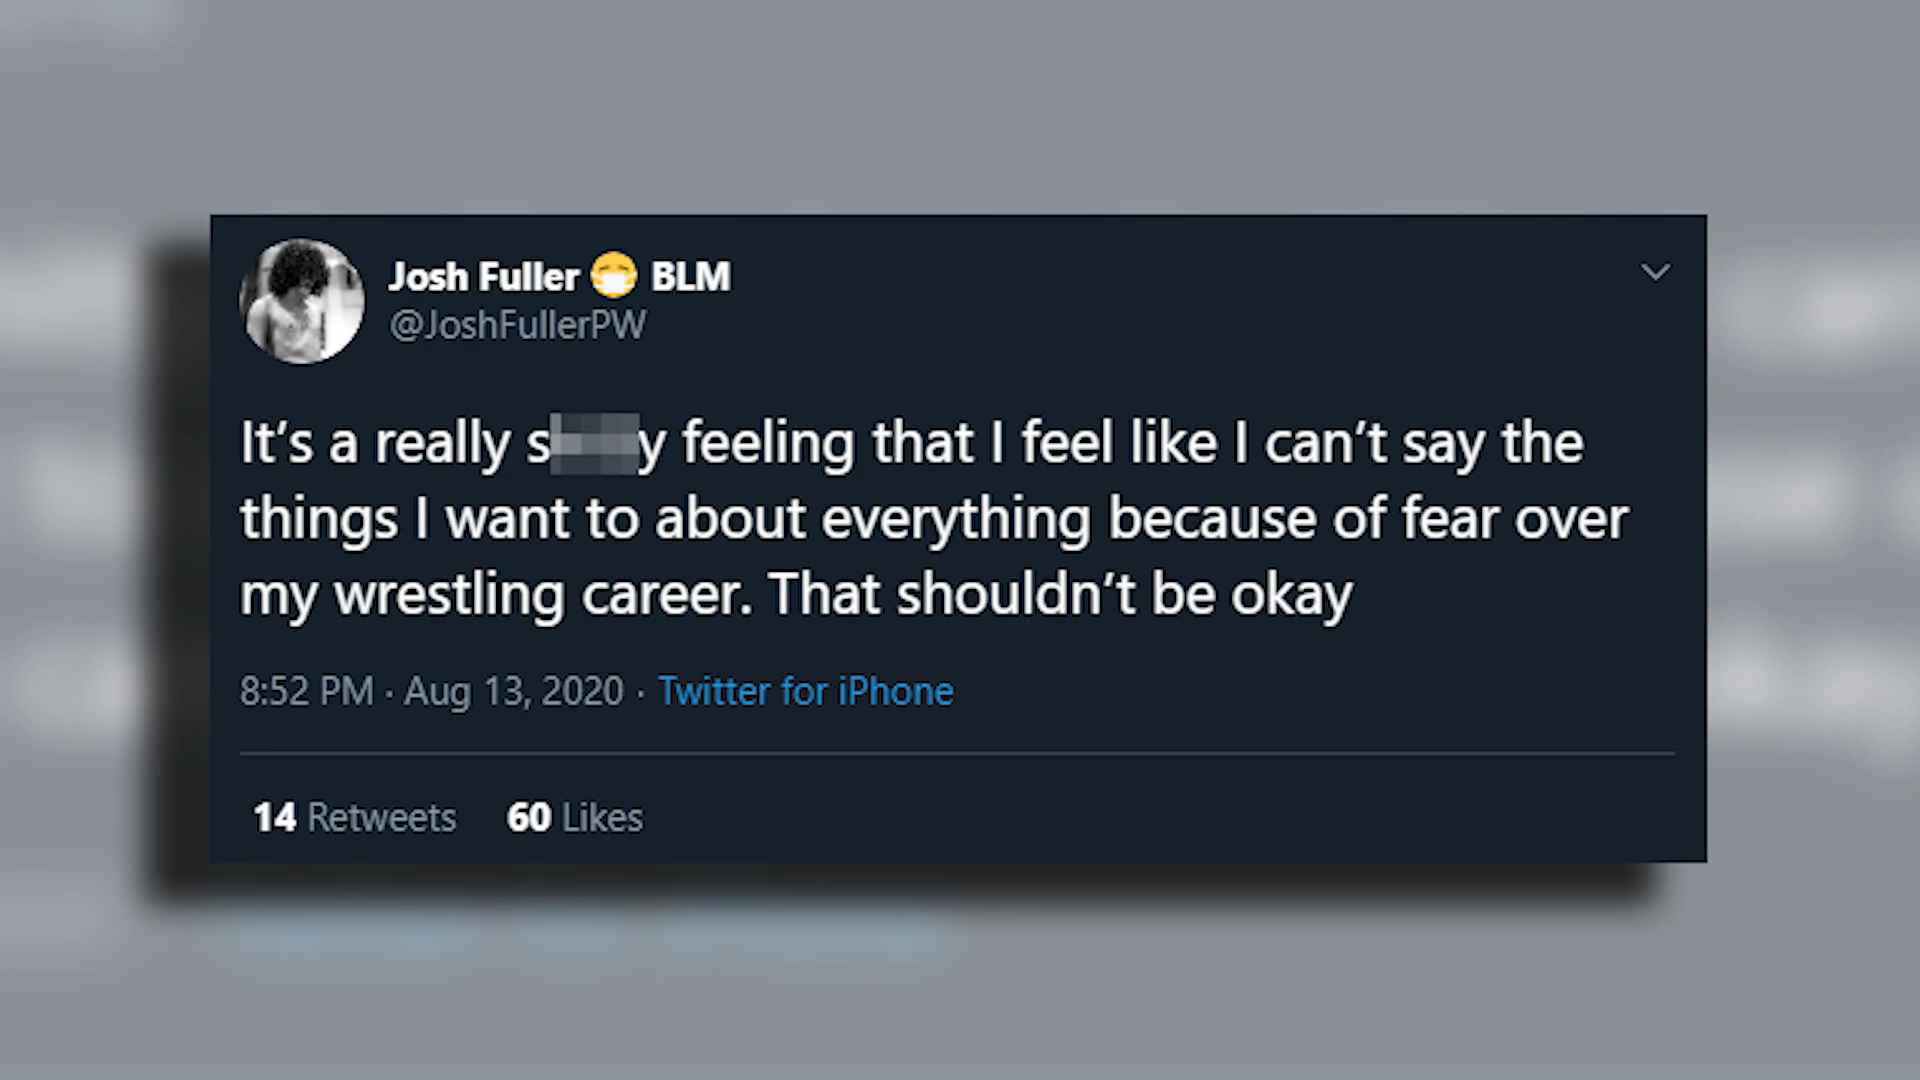 Josh Fuller 😷 BLM
@JoshFullerPW
It's a really s y feeling that I feel like I can't say the
things I want to about everything because of fear over
my wrestling career. That shouldn't be okay
8:52 PM · Aug 13, 2020 · Twitter for iPhone
14 Retweets 60 Likes